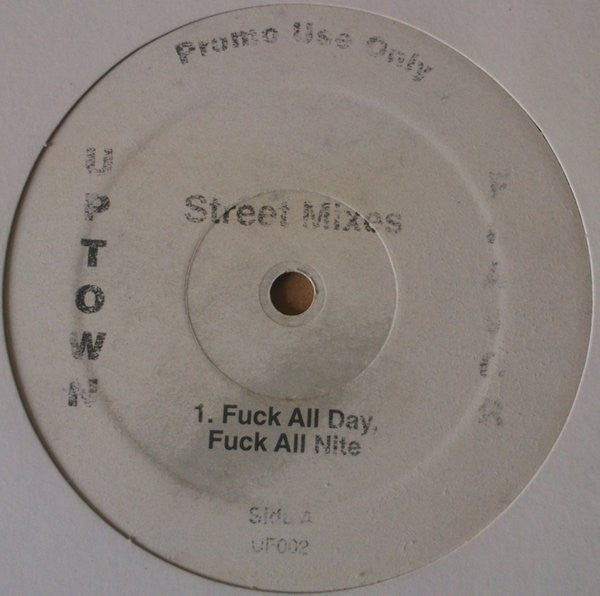 Promo Use Only
UPTOWN
Street Mixes
1. Fuck All Day,
Fuck All Nite
Side A
UF002